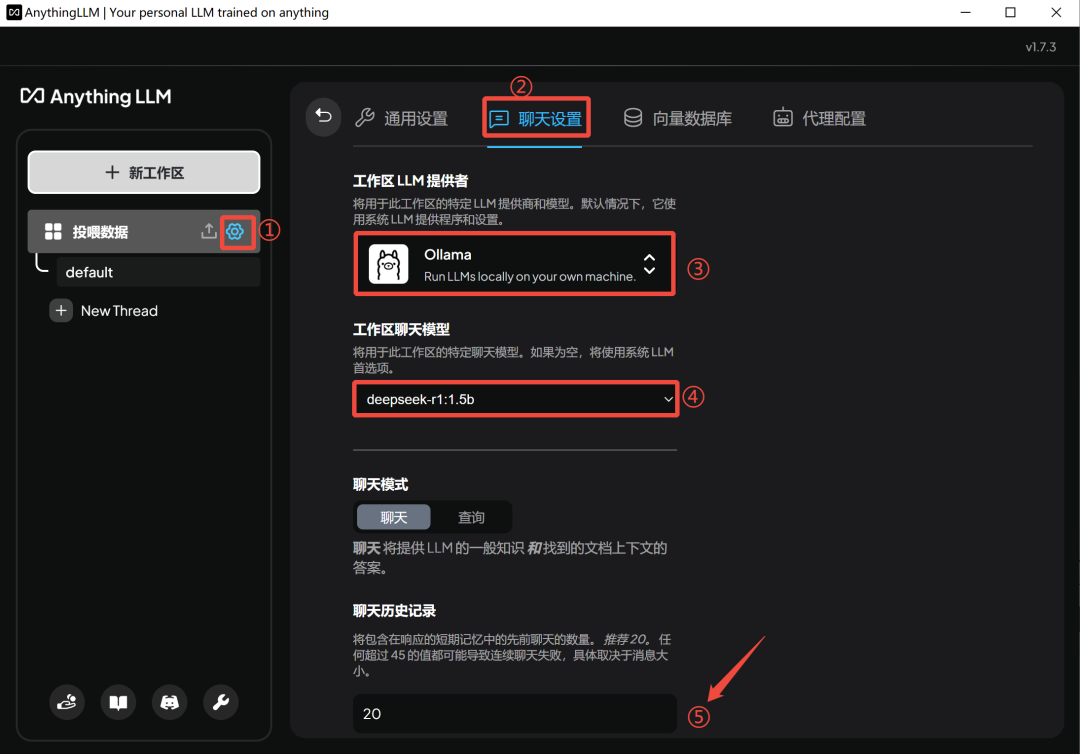 AnythingLLM | Your personal LLM trained on anything
v1.7.3
Anything LLM
新工作区
投喂数据
①
default
New Thread
②
通用设置
聊天设置
向量数据库
代理配置
工作区 LLM 提供者
将用于此工作区的特定 LLM 提供商和模型。默认情况下，它使
用系统 LLM 提供程序和设置。
Ollama
Run LLMs locally on your own machine.
③
工作区聊天模型
将用于此工作区的特定聊天模型。如果为空，将使用系统 LLM
首选项。
deepseek-r1:1.5b
④
聊天模式
聊天
查询
聊天 将提供 LLM 的一般知识 和找到的文档上下文的
答案。
聊天历史记录
将包含在响应的短期记忆中的先前聊天的数量。 推荐 20。 任
何超过 45 的值都可能导致连续聊天失败，具体取决于消息大
小。
20
⑤